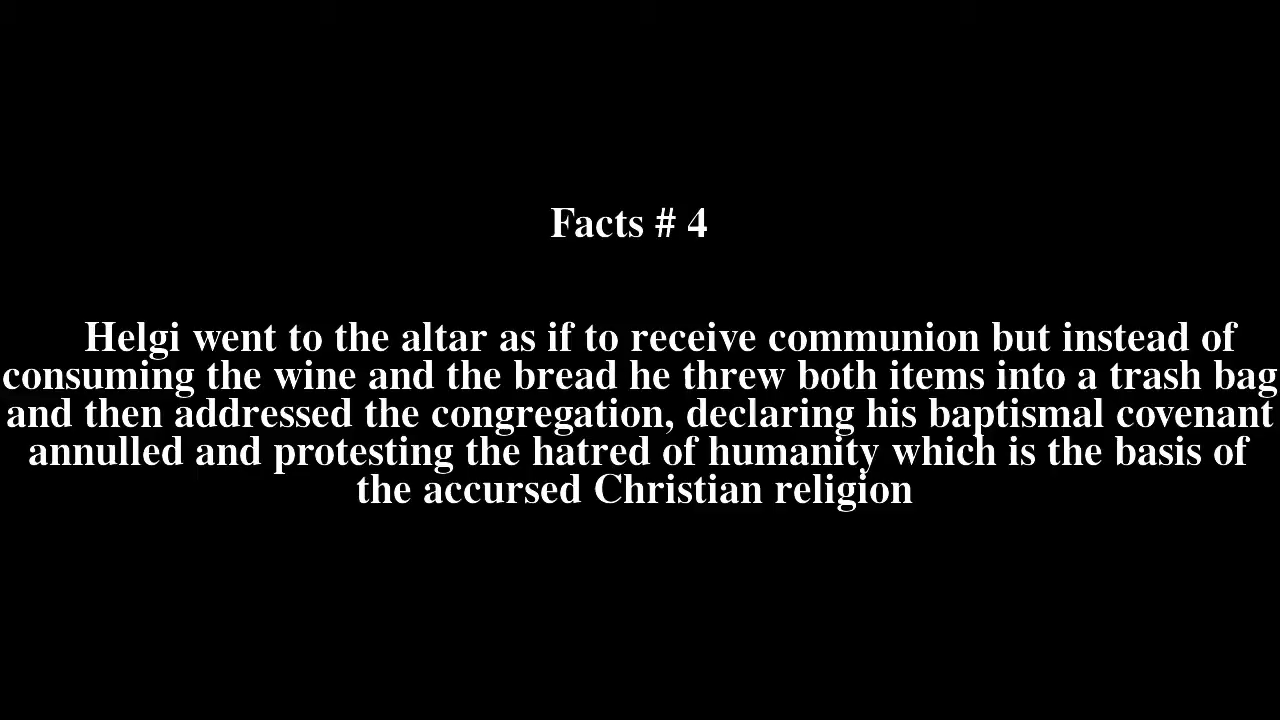 Facts # 4
Helgi went to the altar as if to receive communion but instead of
consuming the wine and the bread he threw both items into a trash bag
and then addressed the congregation, declaring his baptismal covenant
annulled and protesting the hatred of humanity which is the basis of
the accursed Christian religion